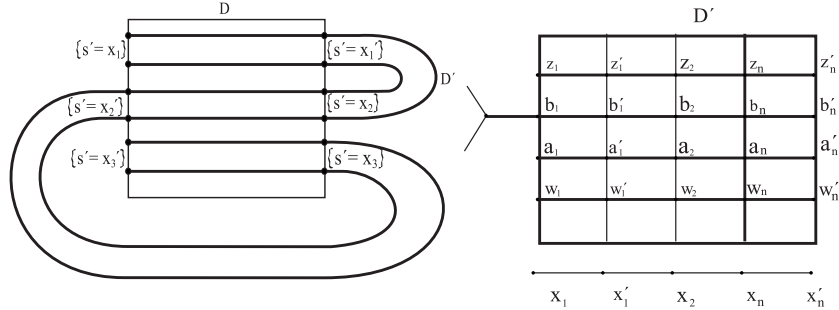 D
{s′= x₁}
{s′= x₁′}
D′
{s′= x₂′}
{s′= x₂}
{s′= x₃′}
{s′= x₃}
D′
z₁ z₁′ z₂ zₙ zₙ′
b₁ b₁′ b₂ bₙ bₙ′
a₁ a₁′ a₂ aₙ aₙ′
w₁ w₁′ w₂ wₙ wₙ′
x₁ x₁′ x₂ xₙ xₙ′